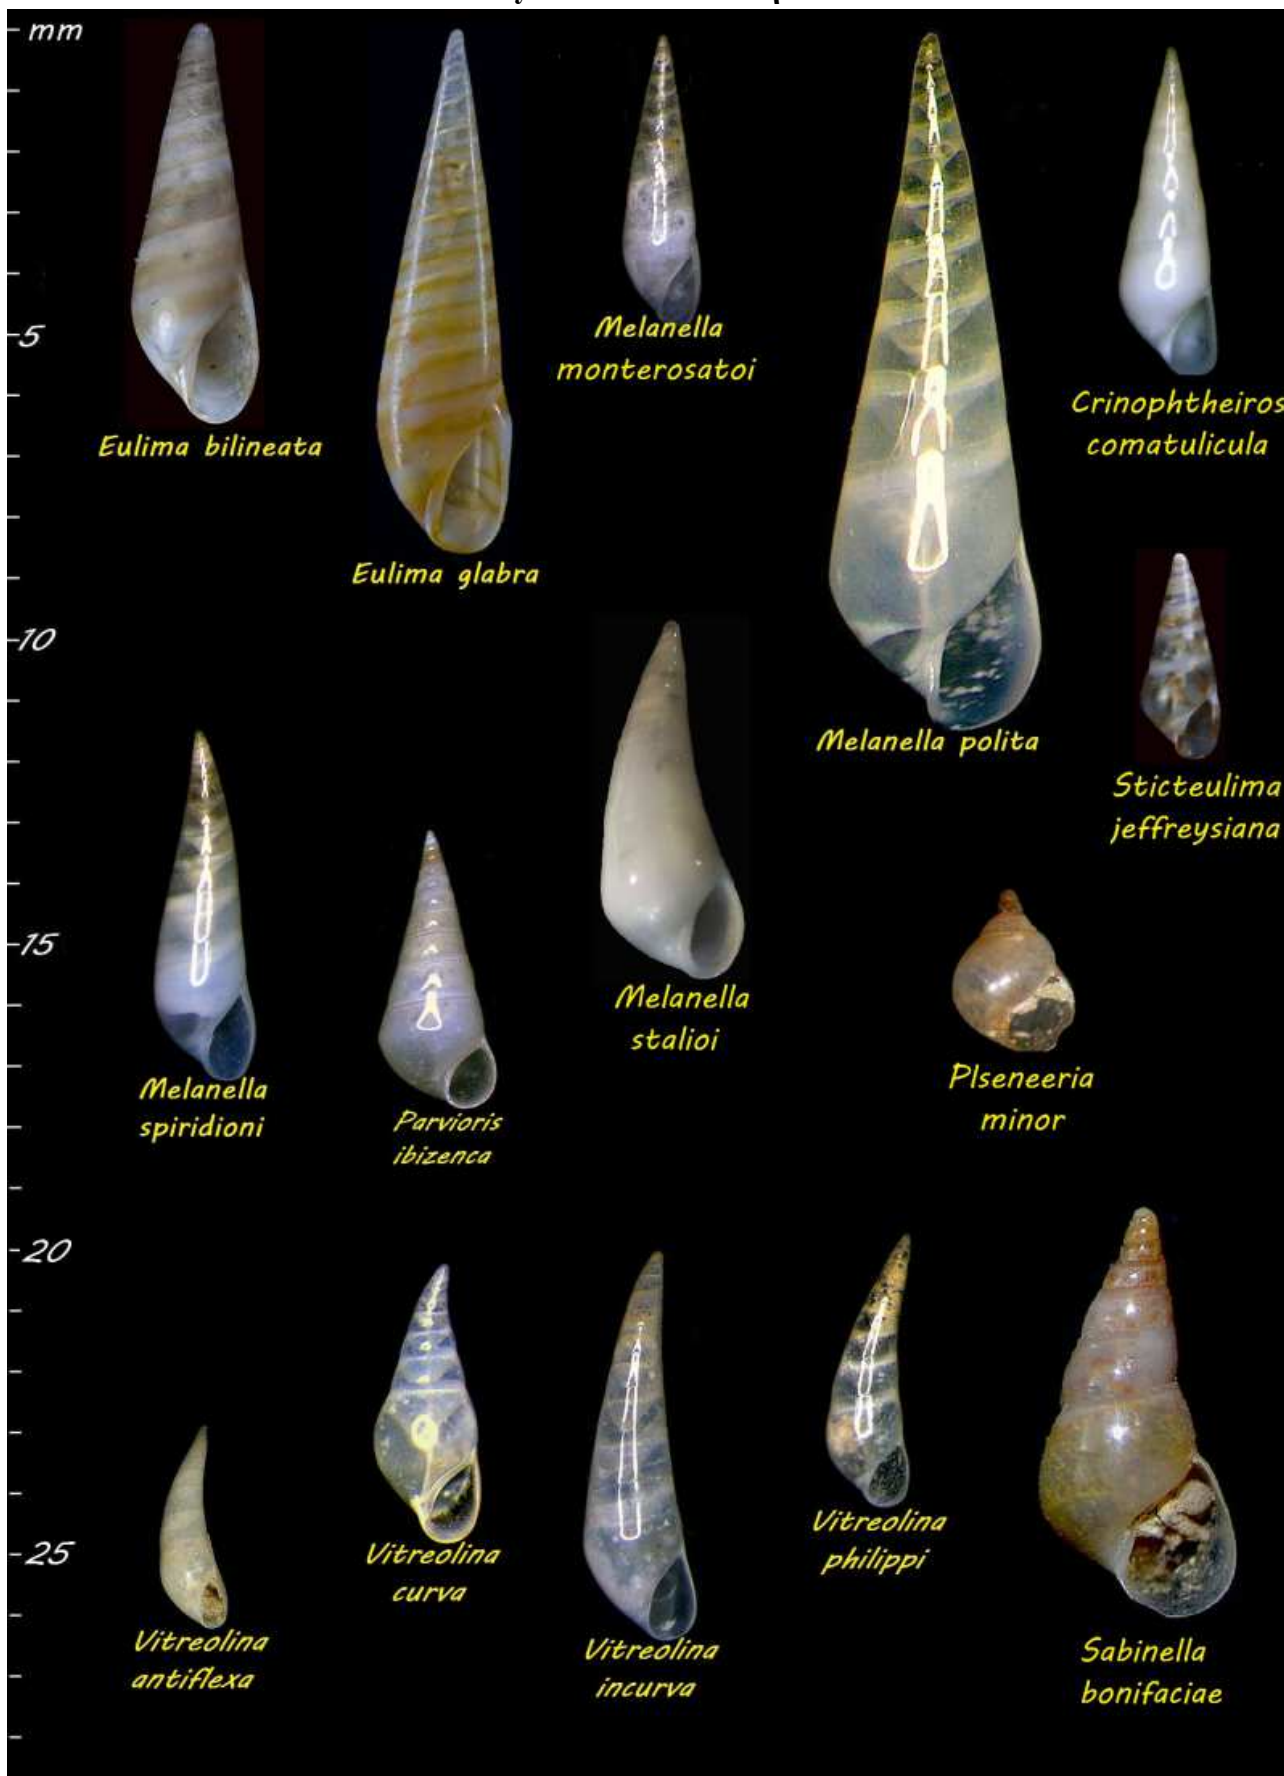 mm
5
Melanella
monterosatoi
Crinophtheiros
comatulicula
Eulima bilineata
Eulima glabra
10
Melanella polita
Sticteulima
jeffreysiana
15
Melanella
stalioi
Melanella
spiridioni
Parvioris
ibizenca
Plseneeria
minor
20
25
Vitreolina
antiflexa
Vitreolina
curva
Vitreolina
incurva
Vitreolina
philippi
Sabinella
bonifaciae